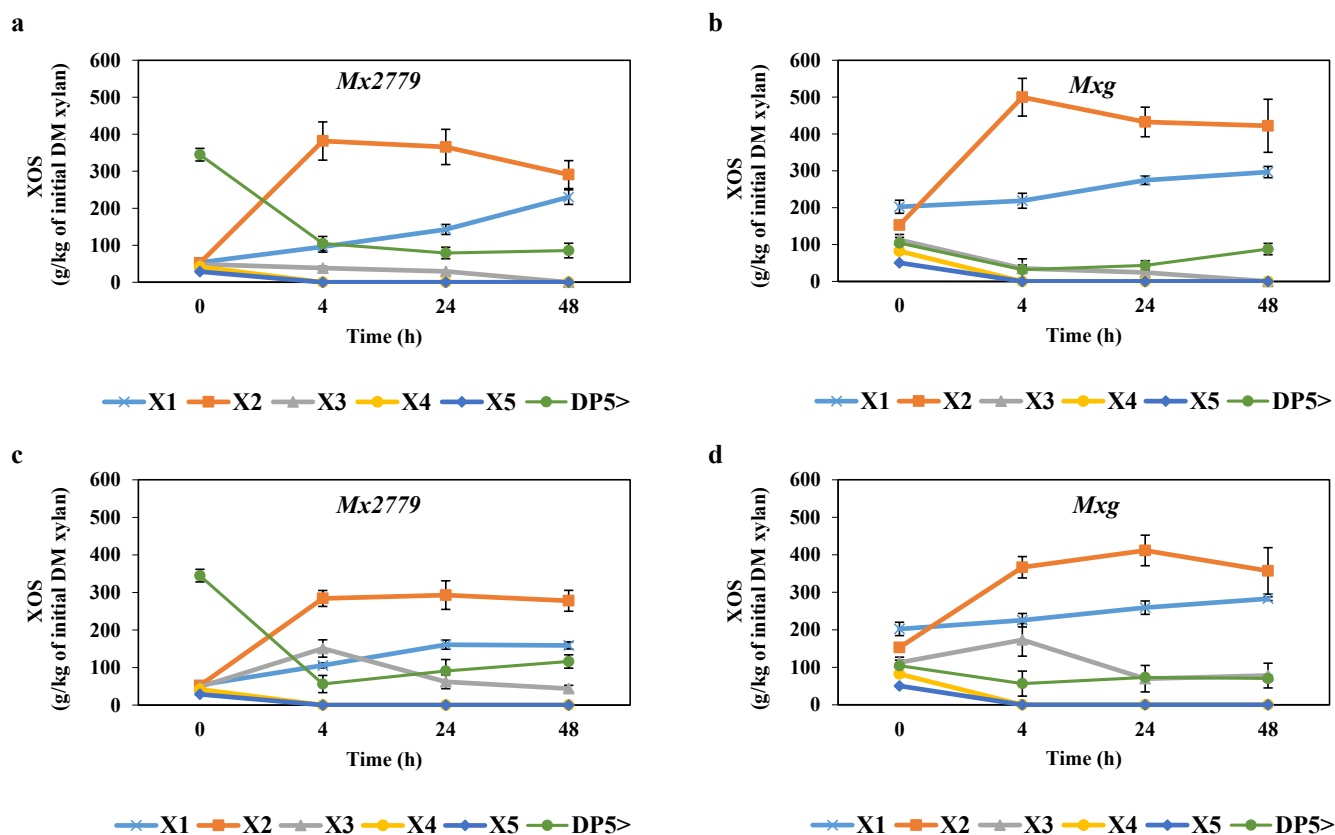 a
Mx2779
600
500
400
300
200
100
0
XOS
(g/kg of initial DM xylan)
0 4 24 48
Time (h)
X1 X2 X3 X4 X5 DP5>
b
Mxg
600
500
400
300
200
100
0
XOS
(g/kg of initial DM xylan)
0 4 24 48
Time (h)
X1 X2 X3 X4 X5 DP5>
c
Mx2779
600
500
400
300
200
100
0
XOS
(g/kg of initial DM xylan)
0 4 24 48
Time (h)
X1 X2 X3 X4 X5 DP5>
d
Mxg
600
500
400
300
200
100
0
XOS
(g/kg of initial DM xylan)
0 4 24 48
Time (h)
X1 X2 X3 X4 X5 DP5>